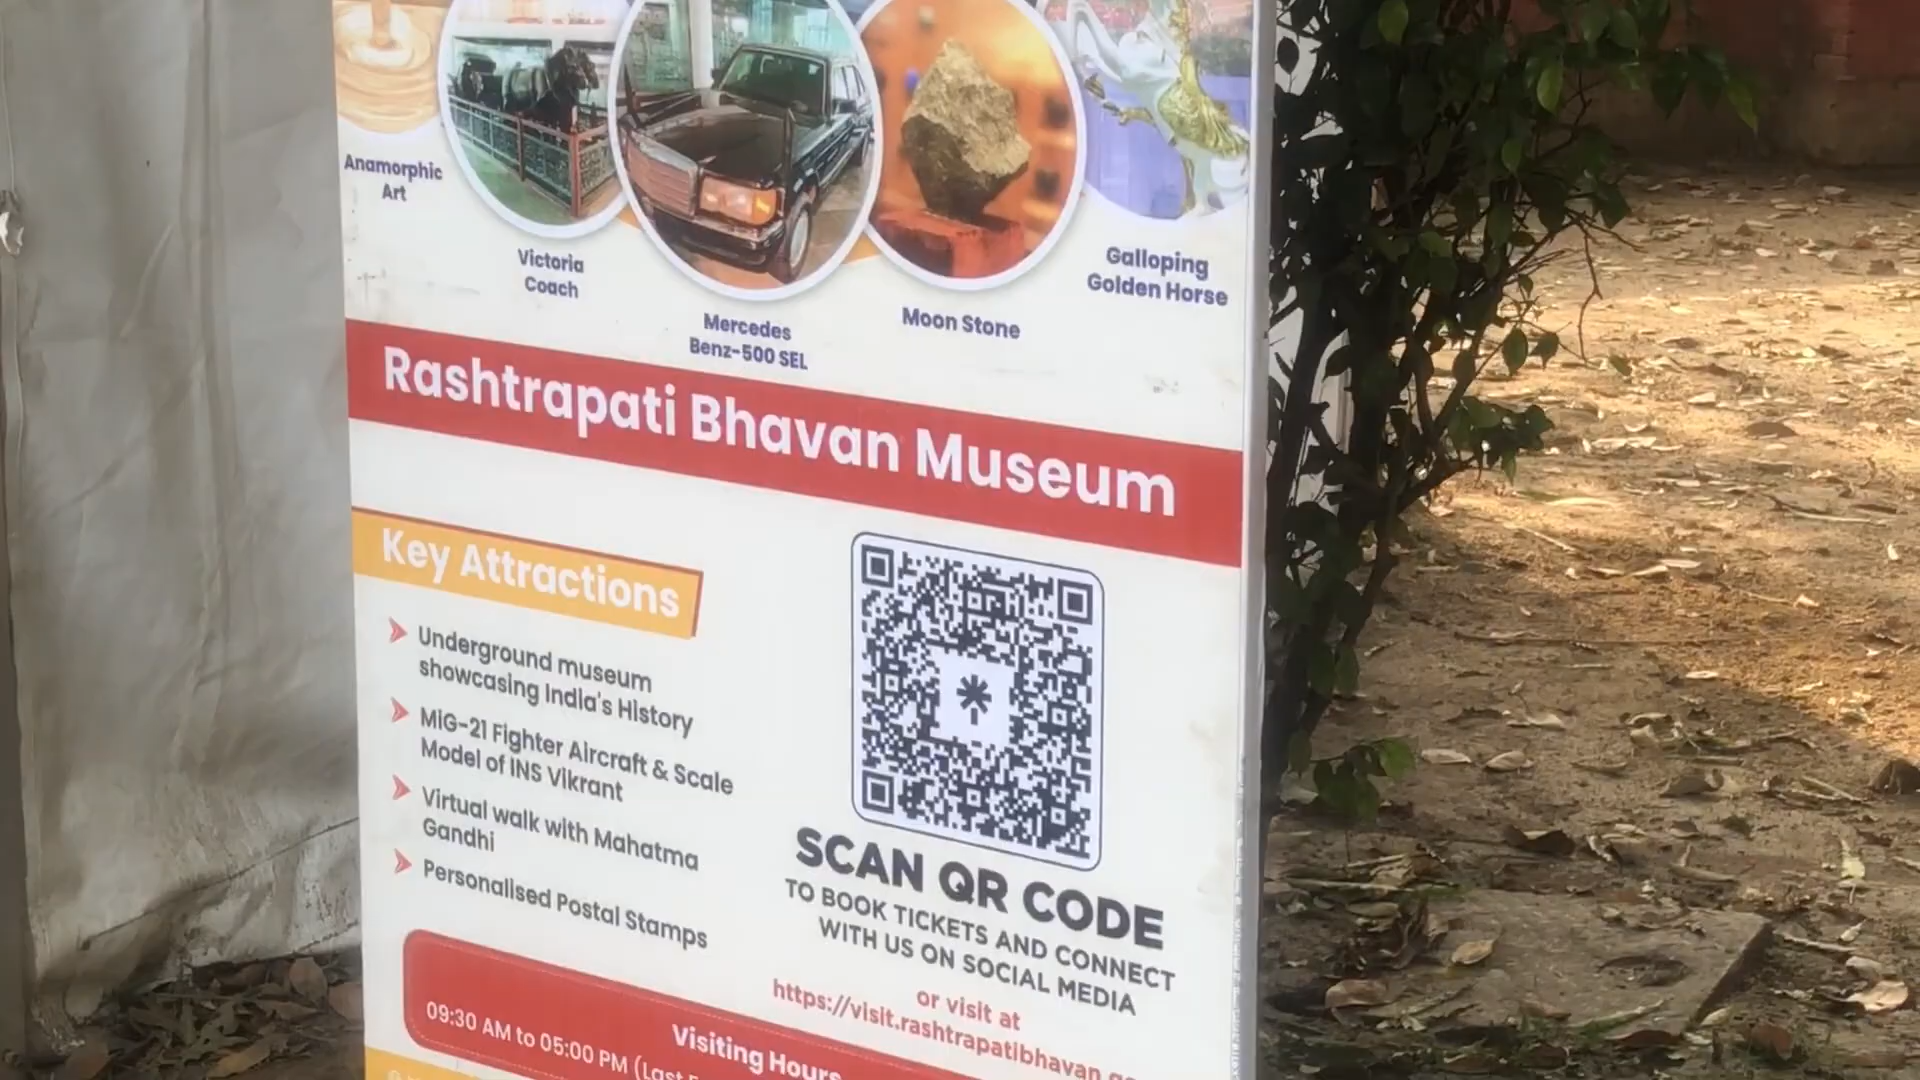 Anamorphic
Art
Victoria
Coach
Mercedes
Benz-500 SEL
Moon Stone
Galloping
Golden Horse
Rashtrapati Bhavan Museum
Key Attractions
Underground museum
showcasing India's History
MiG-21 Fighter Aircraft & Scale
Model of INS Vikrant
Virtual walk with Mahatma
Gandhi
Personalised Postal Stamps
SCAN QR CODE
TO BOOK TICKETS AND CONNECT
WITH US ON SOCIAL MEDIA
or visit at
https://visit.rashtrapatibhavan.
Visiting Hours
09:30 AM to 05:00 PM (Last